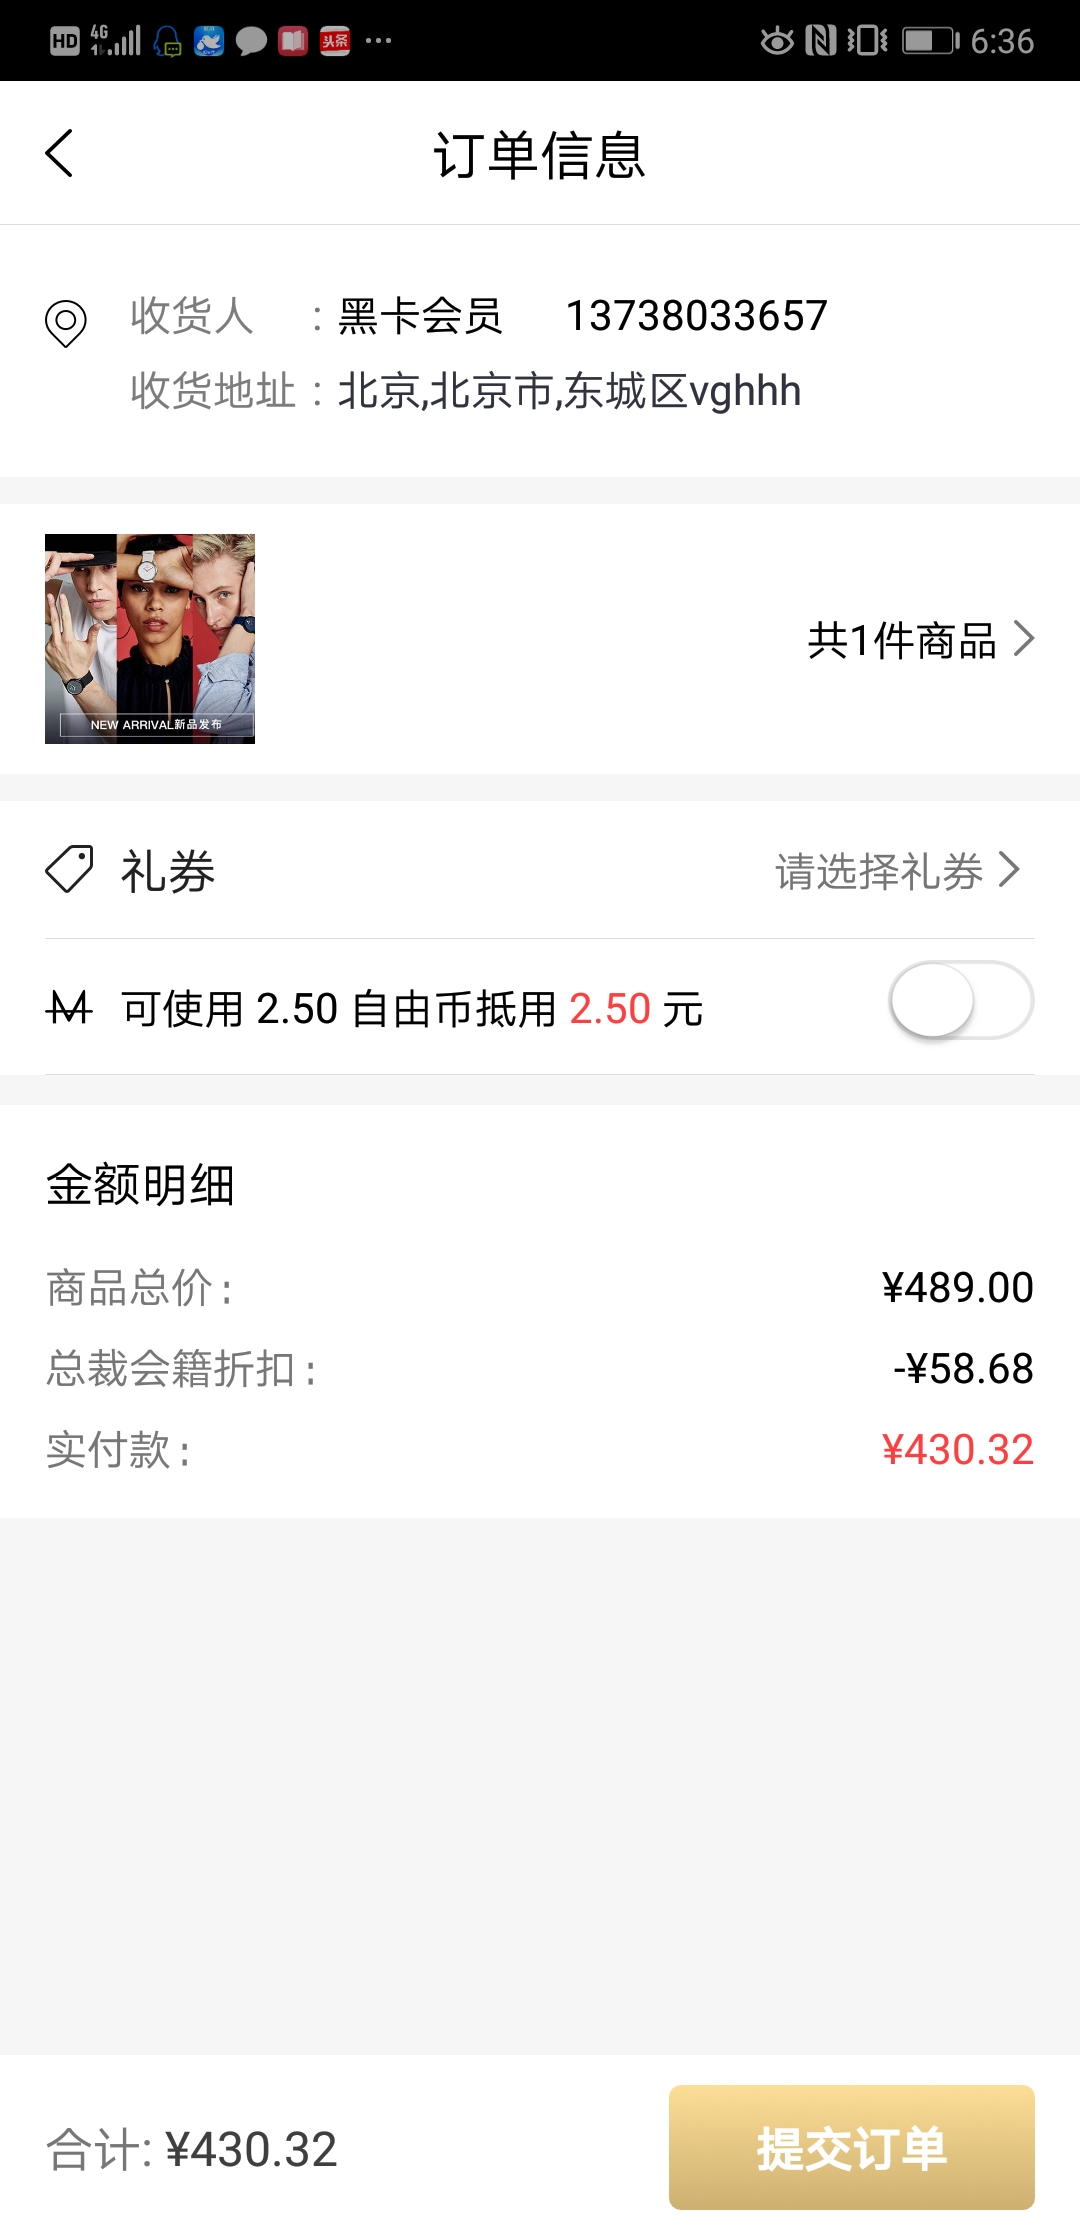 HD 4G 头条 6:36
订单信息
收货人 : 黑卡会员 13738033657
收货地址 : 北京,北京市,东城区vghhh
NEW ARRIVAL新品发布
共1件商品
礼券 请选择礼券
可使用 2.50 自由币抵用 2.50 元
金额明细
商品总价: ¥489.00
总裁会籍折扣: -¥58.68
实付款: ¥430.32
合计: ¥430.32
提交订单